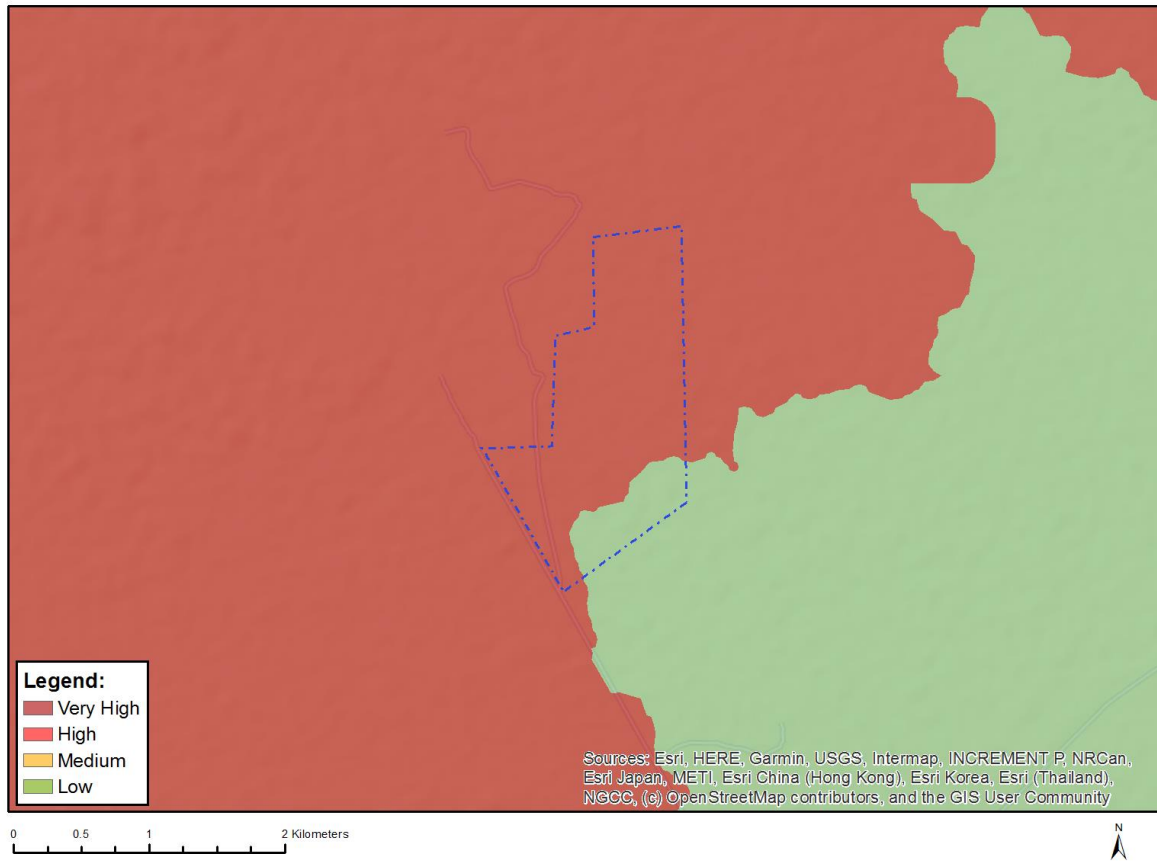 Legend:
Very High
High
Medium
Low
Sources: Esri, HERE, Garmin, USGS, Intermap, INCREMENT P, NRCan,
Esri Japan, METI, Esri China (Hong Kong), Esri Korea, Esri (Thailand),
NGCC, (c) OpenStreetMap contributors, and the GIS User Community
0 0.5 1 2 Kilometers
N